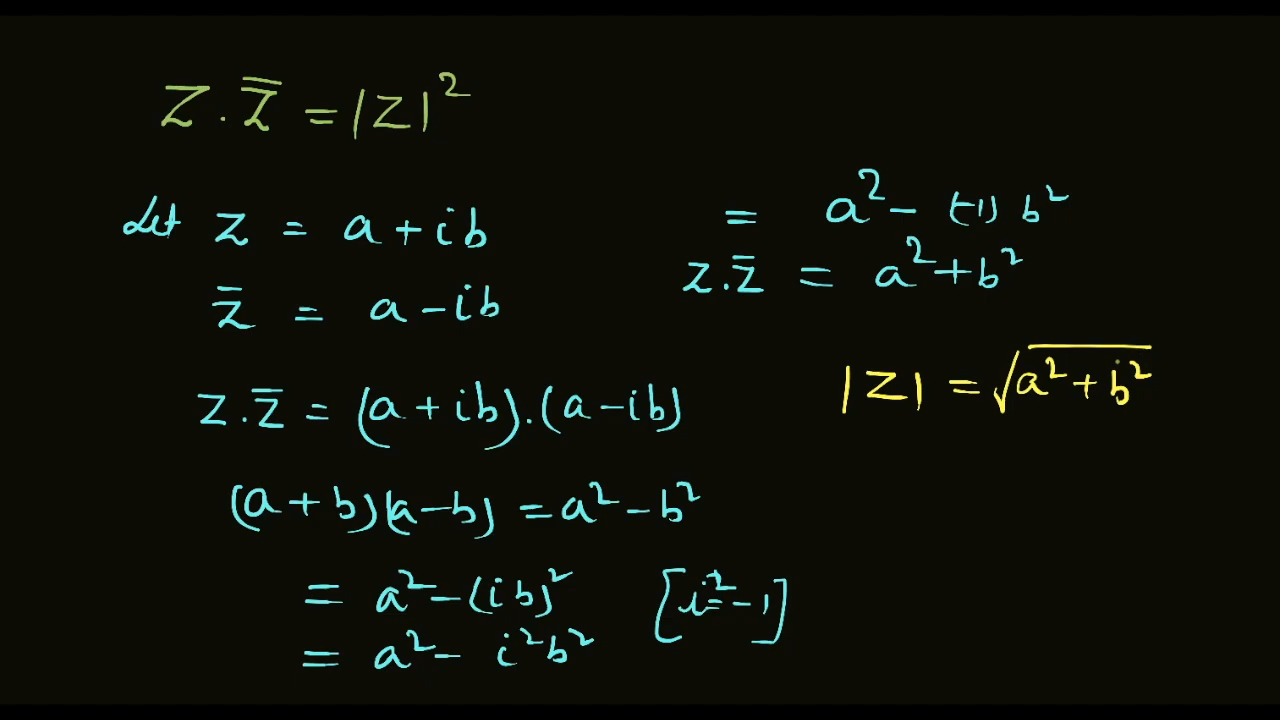 Z.z̄ = |Z|²
Let z = a + ib
z̄ = a - ib
z.z̄ = (a + ib).(a - ib)
(a + b)(a - b) = a² - b²
= a² - (ib)² [i² = -1]
= a² - i²b²
= a² - (-1) b²
z.z̄ = a² + b²
|Z| = √a² + b²